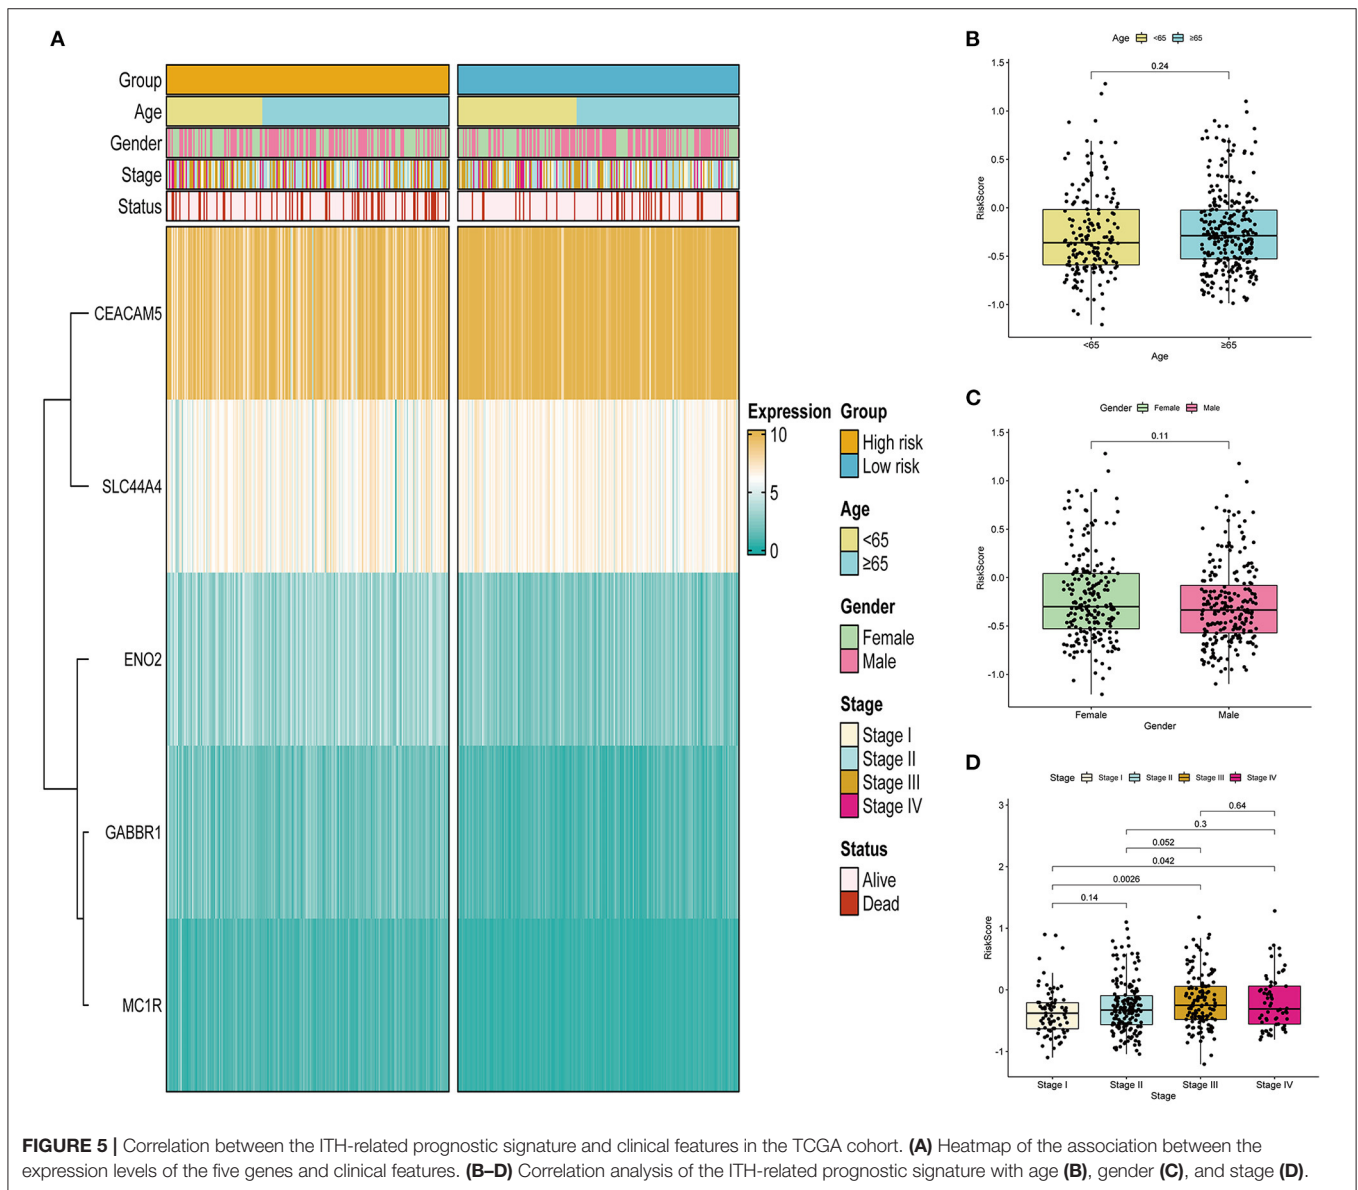 A
Group
Age
Gender
Stage
Status
CEACAM5
SLC44A4
ENO2
GABBR1
MC1R
Expression
10
5
0
Group
High risk
Low risk
Age
<65
≥65
Gender
Female
Male
Stage
Stage I
Stage II
Stage III
Stage IV
Status
Alive
Dead
B
Age <65 ≥65
0.24
1.5
1.0
0.5
0.0
-0.5
-1.0
RiskScore
<65 ≥65
Age
C
Gender Female Male
0.11
1.5
1.0
0.5
0.0
-0.5
-1.0
RiskScore
Female Male
Gender
D
Stage Stage I Stage II Stage III Stage IV
0.64
0.3
0.052
0.042
0.0026
0.14
3
2
1
0
-1
RiskScore
Stage I Stage II Stage III Stage IV
Stage
FIGURE 5 | Correlation between the ITH-related prognostic signature and clinical features in the TCGA cohort. (A) Heatmap of the association between the
expression levels of the five genes and clinical features. (B–D) Correlation analysis of the ITH-related prognostic signature with age (B), gender (C), and stage (D).